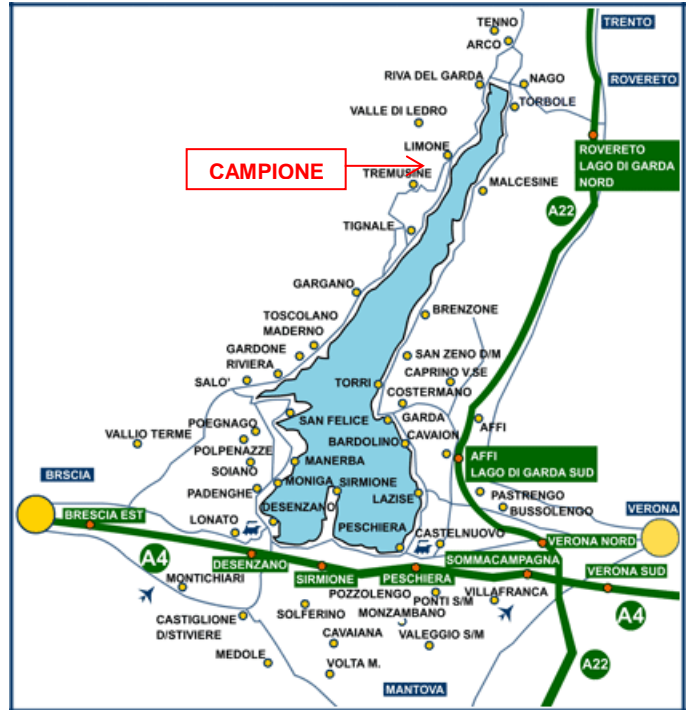 TENNO
TRENTO
ARCO
RIVA DEL GARDA
NAGO
ROVERETO
TORBOLE
VALLE DI LEDRO
LIMONE
ROVERETO
LAGO DI GARDA
NORD
CAMPIONE
TREMUSINE
MALCESINE
A22
TIGNALE
GARGANO
BRENZONE
TOSCOLANO
MADERNO
GARDONE
RIVIERA
SAN ZENO D/M
CAPRINO V.SE
SALO'
TORRI
COSTERMANO
SAN FELICE
GARDA
AFFI
POEGNAGO
VALLIO TERME
BARDOLINO
CAVAION
POLPENAZZE
AFFI
LAGO DI GARDA SUD
SOIANO
MANERBA
BRSCIA
PADENGHE
MONIGA
SIRMIONE
LAZISE
PASTRENGO
BUSSOLENGO
VERONA
BRESCIA EST
LONATO
DESENZANO
PESCHIERA
CASTELNUOVO
VERONA NORD
A4
DESENZANO
SIRMIONE
PESCHIERA
SOMMACAMPAGNA
VERONA SUD
MONTICHIARI
POZZOLENGO
PONTI S/M
VILLAFRANCA
SOLFERINO
MONZAMBANO
A4
CASTIGLIONE
D/STIVIERE
CAVAIANA
VALEGGIO S/M
MEDOLE
VOLTA M.
A22
MANTOVA